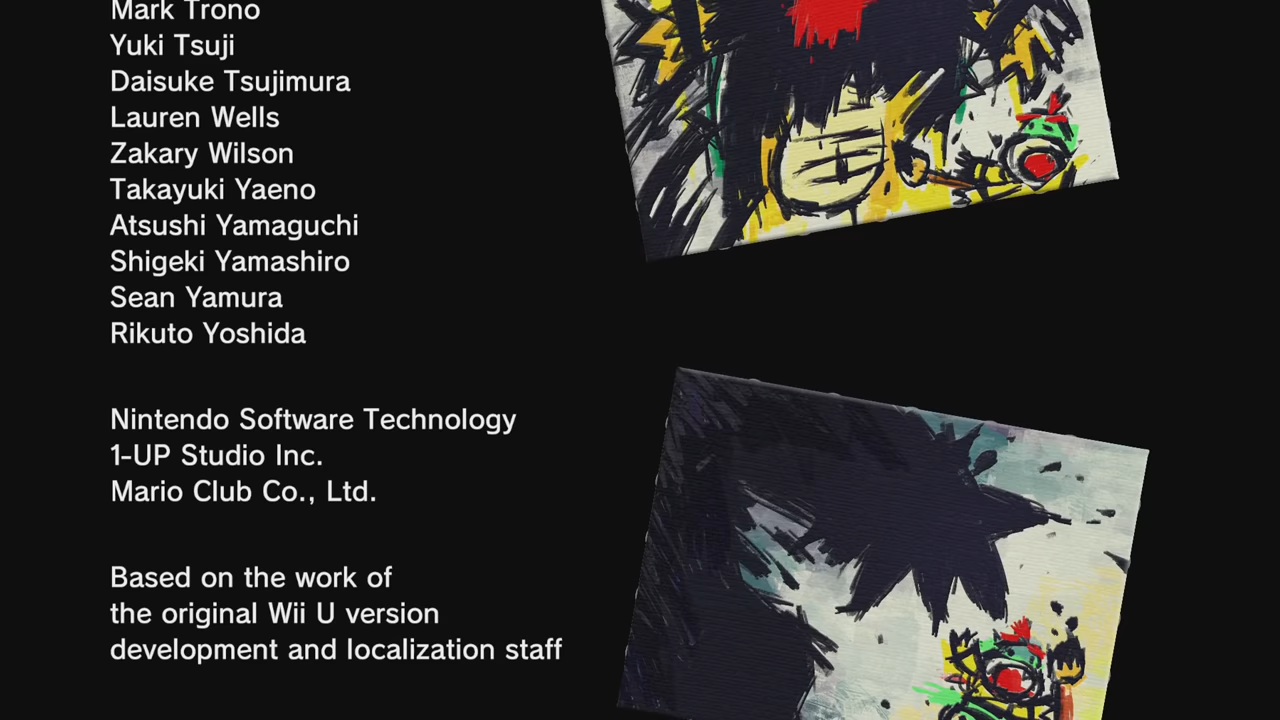 Mark Trono
Yuki Tsuji
Daisuke Tsujimura
Lauren Wells
Zakary Wilson
Takayuki Yaeno
Atsushi Yamaguchi
Shigeki Yamashiro
Sean Yamura
Rikuto Yoshida
Nintendo Software Technology
1-UP Studio Inc.
Mario Club Co., Ltd.
Based on the work of
the original Wii U version
development and localization staff